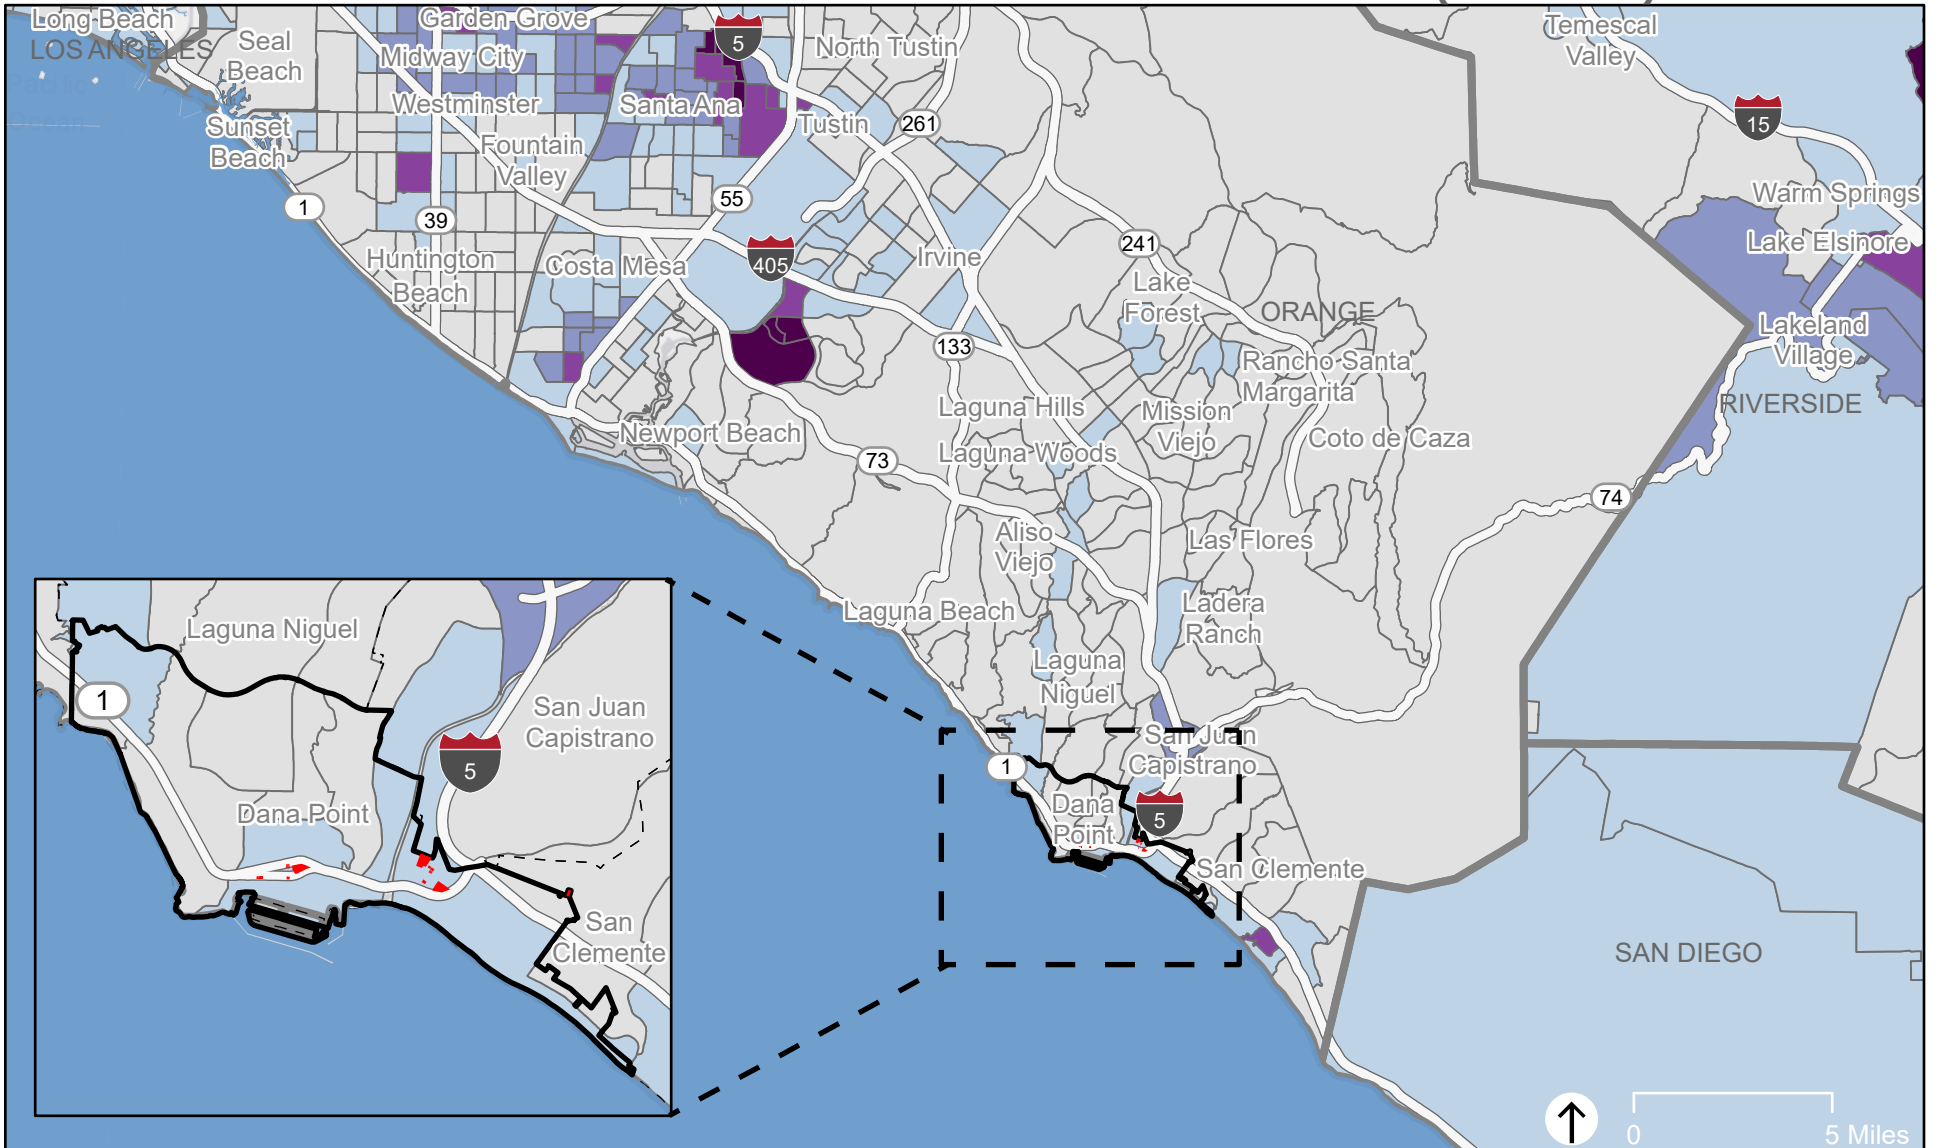 Long Beach
LOS ANGELES
Pacific
Ocean
Seal
Beach
Sunset
Beach
Garden Grove
Midway City
Westminster
Fountain
Valley
Santa Ana
5
North Tustin
Tustin
261
Temescal
Valley
15
Warm Springs
Lake Elsinore
Lakeland
Village
RIVERSIDE
1
39
55
405
Huntington
Beach
Costa Mesa
Irvine
241
Lake
Forest
ORANGE
133
Rancho Santa
Margarita
Laguna Hills
Mission
Viejo
Newport Beach
Laguna Woods
Coto de Caza
73
74
Aliso
Viejo
Las Flores
Laguna Beach
Ladera
Ranch
Laguna
Niguel
San Juan
Capistrano
1
Dana
Point
5
San Clemente
SAN DIEGO
Laguna Niguel
1
San Juan
Capistrano
5
Dana Point
San
Clemente
0
5 Miles